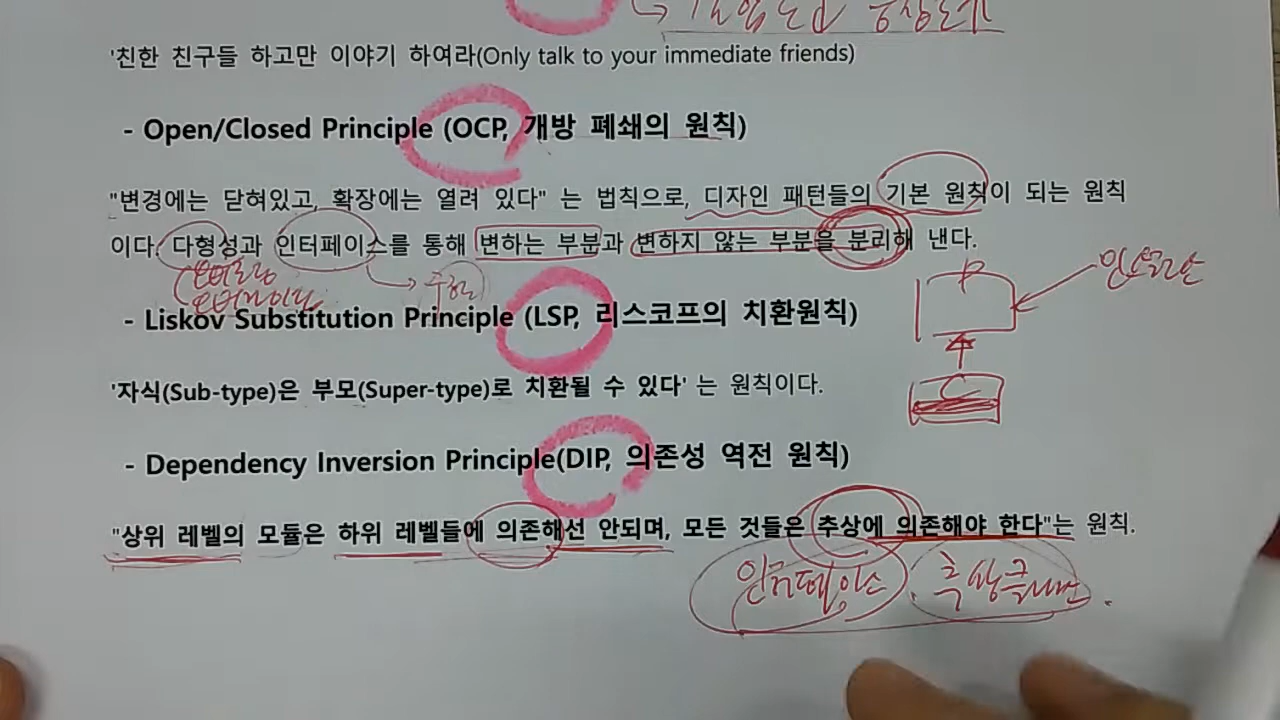 '친한 친구들 하고만 이야기 하여라(Only talk to your immediate friends)
- Open/Closed Principle (OCP, 개방 폐쇄의 원칙)
"변경에는 닫혀있고, 확장에는 열려 있다" 는 법칙으로, 디자인 패턴들의 기본 원칙이 되는 원칙
이다. 다형성과 인터페이스를 통해 변하는 부분과 변하지 않는 부분을 분리해 낸다.
오버로딩
오버라이딩
P
- Liskov Substitution Principle (LSP, 리스코프의 치환원칙)
'자식(Sub-type)은 부모(Super-type)로 치환될 수 있다' 는 원칙이다.
C
- Dependency Inversion Principle(DIP, 의존성 역전 원칙)
"상위 레벨의 모듈은 하위 레벨들에 의존해선 안되며, 모든 것들은 추상에 의존해야 한다"는 원칙.
인터페이스, 추상클래스.